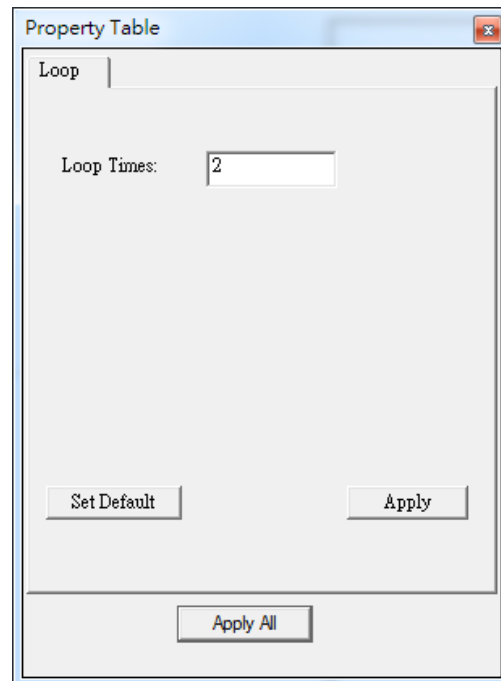 Property Table
x
Loop
Loop Times: 2
Set Default Apply
Apply All